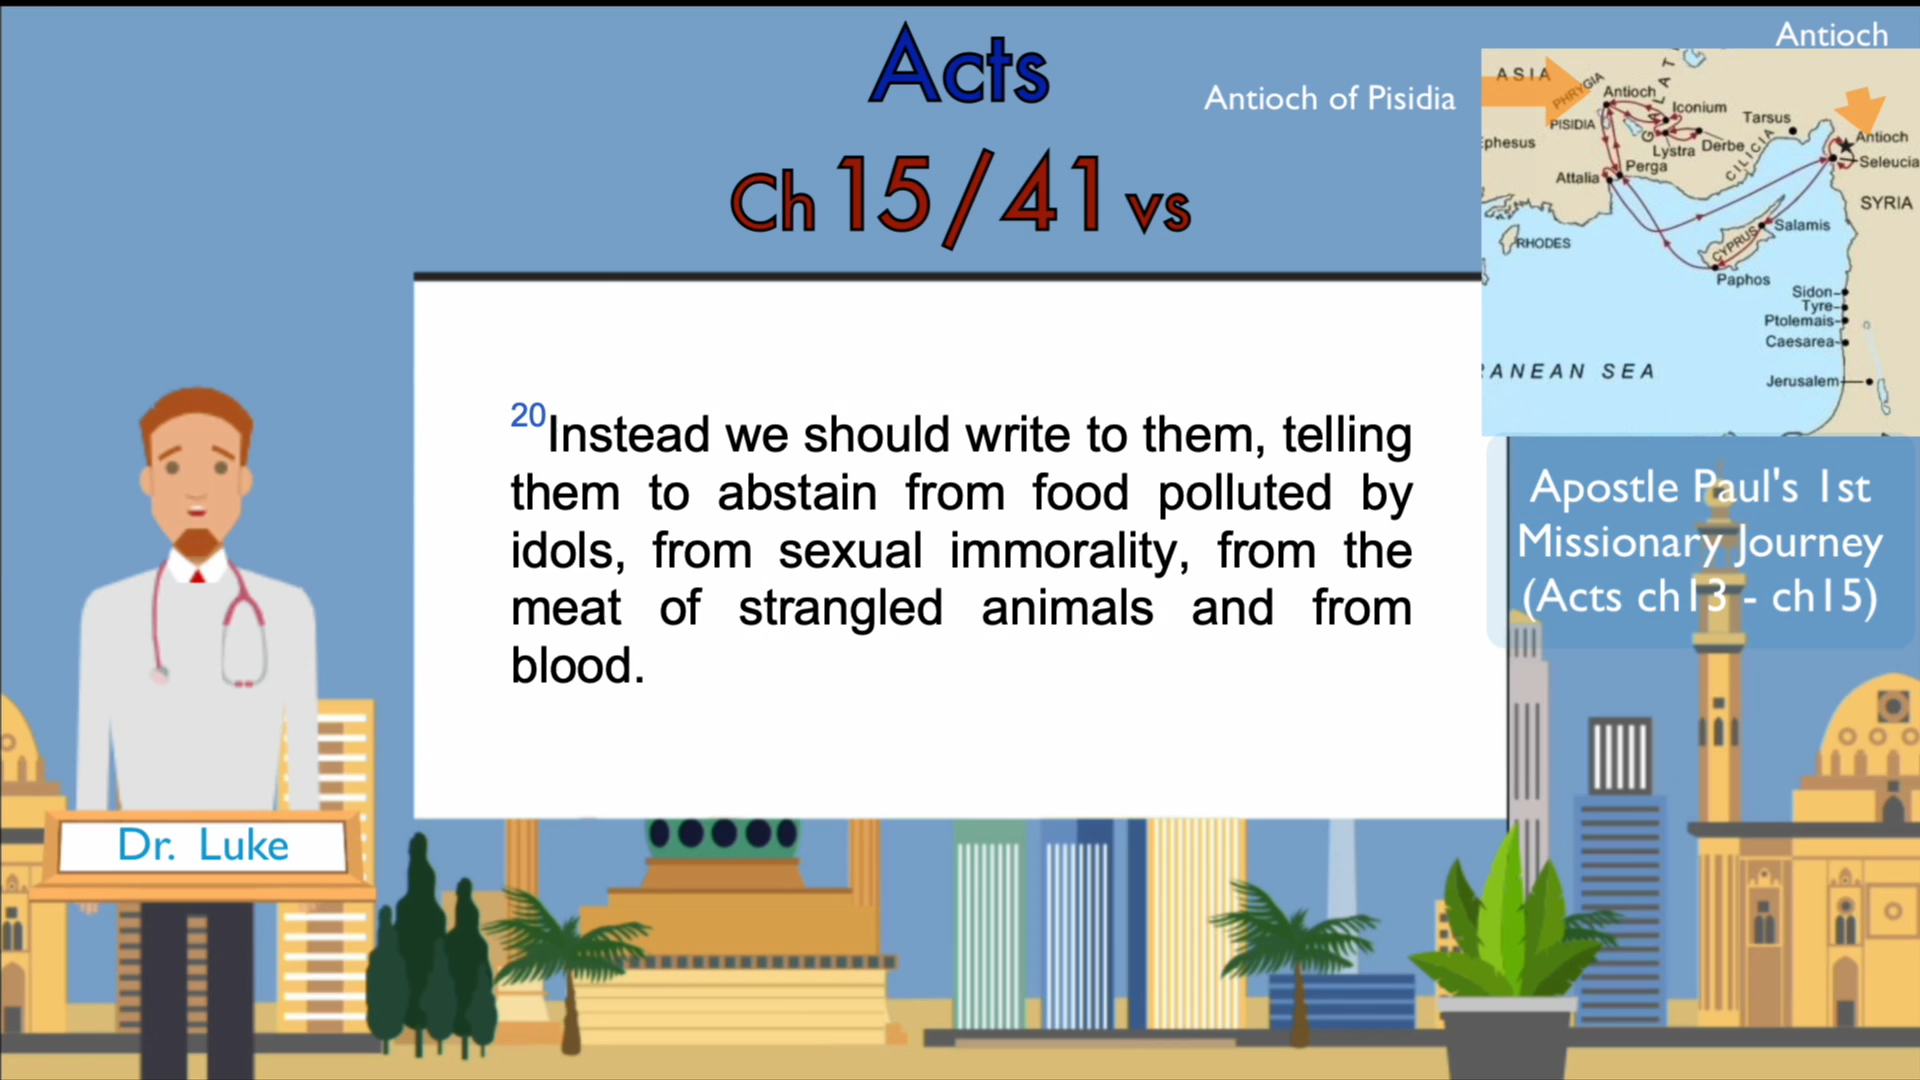 Acts
Ch 15/41 vs
Antioch of Pisidia
Antioch
20Instead we should write to them, telling
them to abstain from food polluted by
idols, from sexual immorality, from the
meat of strangled animals and from
blood.
ASIA
PHRYGIA
GALAT
Antioch
Iconium
PISIDIA
Tarsus
Antioch
phesus
Lystra
Derbe
CILICIA
Seleucia
Perga
Attalia
SYRIA
Salamis
RHODES
CYPRUS
Paphos
Sidon
Tyre
Ptolemais
Caesarea
RANEAN SEA
Jerusalem
Apostle Paul's 1st
Missionary Journey
(Acts ch13 - ch15)
Dr. Luke